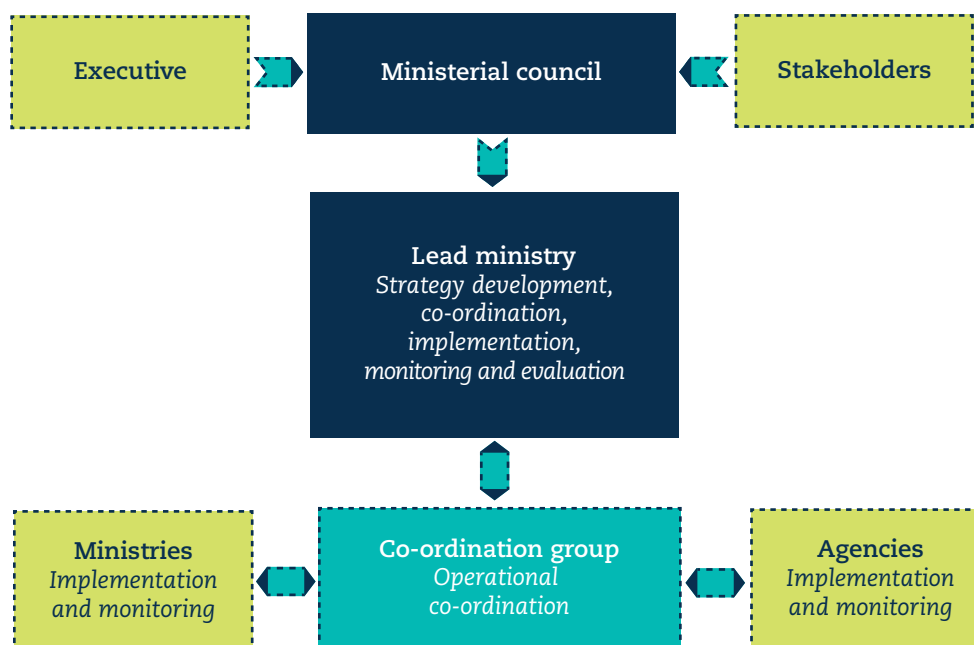 Executive
Ministerial council
Stakeholders
Lead ministry
Strategy development,
co-ordination,
implementation,
monitoring and evaluation
Ministries
Implementation
and monitoring
Co-ordination group
Operational
co-ordination
Agencies
Implementation
and monitoring